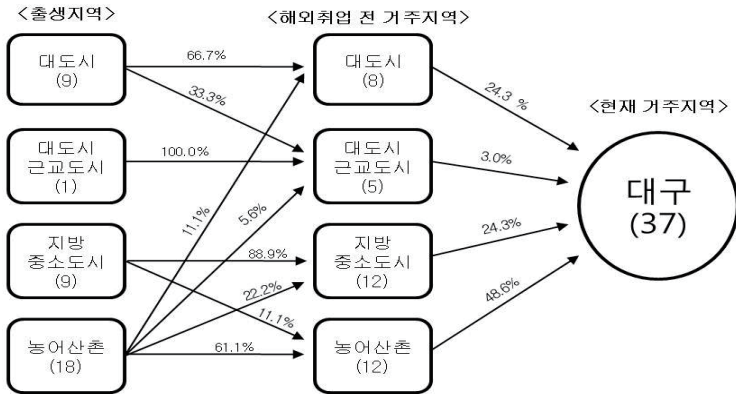 <출생지역>
<해외취업 전 거주지역>
<현재 거주지역>
대도시
(9)
66.7%
33.3%
대도시
(8)
24.3 %
대도시
근교도시
(1)
100.0%
대도시
근교도시
(5)
3.0%
11.1%
5.6%
대구
(37)
지방
중소도시
(9)
88.9%
22.2%
11.1%
지방
중소도시
(12)
24.3%
48.6%
농어산촌
(18)
61.1%
농어산촌
(12)